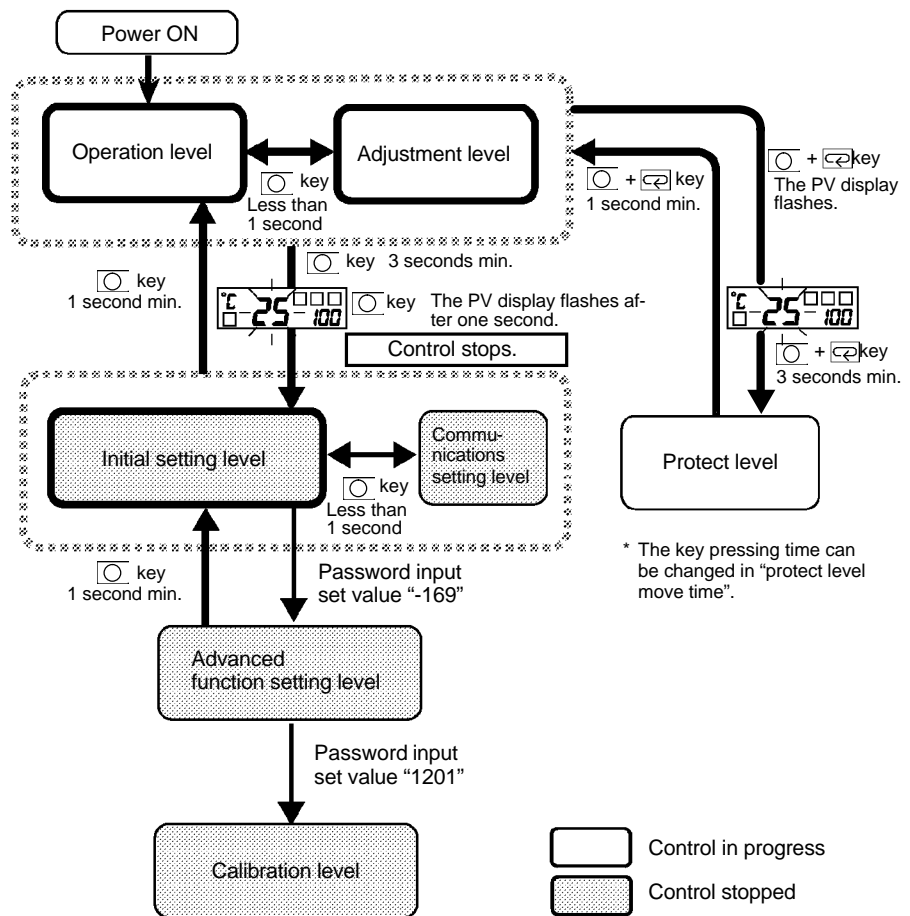 Power ON
Operation level
Adjustment level
key
Less than
1 second
+ key
1 second min.
+ key
The PV display
flashes.
key
1 second min.
key 3 seconds min.
°C 25 100
key The PV display flashes af-
ter one second.
Control stops.
°C 25 100
+ key
3 seconds min.
Initial setting level
Commu-
nications
setting level
key
Less than
1 second
Protect level
* The key pressing time can
be changed in “protect level
move time”.
key
1 second min.
Password input
set value “-169”
Advanced
function setting level
Password input
set value “1201”
Calibration level
Control in progress
Control stopped